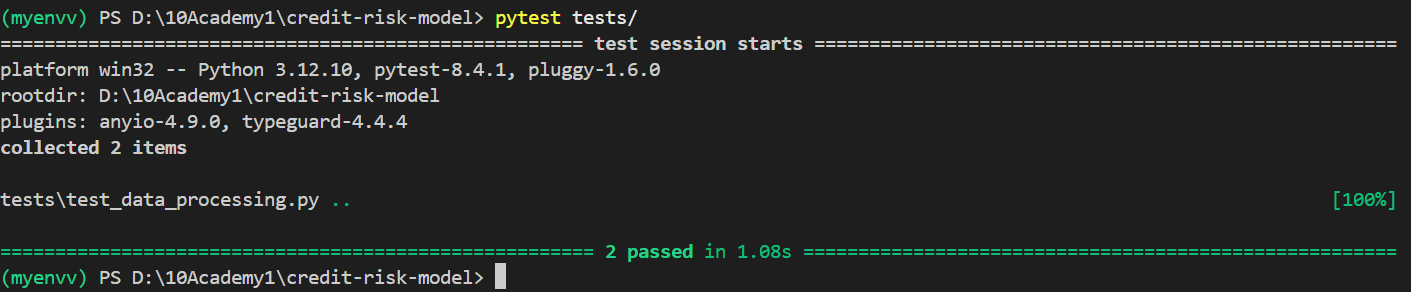 (myenvv) PS D:\10Academy1\credit-risk-model> pytest tests/
===================================================== test session starts =====================================================
platform win32 -- Python 3.12.10, pytest-8.4.1, pluggy-1.6.0
rootdir: D:\10Academy1\credit-risk-model
plugins: anyio-4.9.0, typeguard-4.4.4
collected 2 items
tests\test_data_processing.py .. [100%]
====================================================== 2 passed in 1.08s ======================================================
(myenvv) PS D:\10Academy1\credit-risk-model>